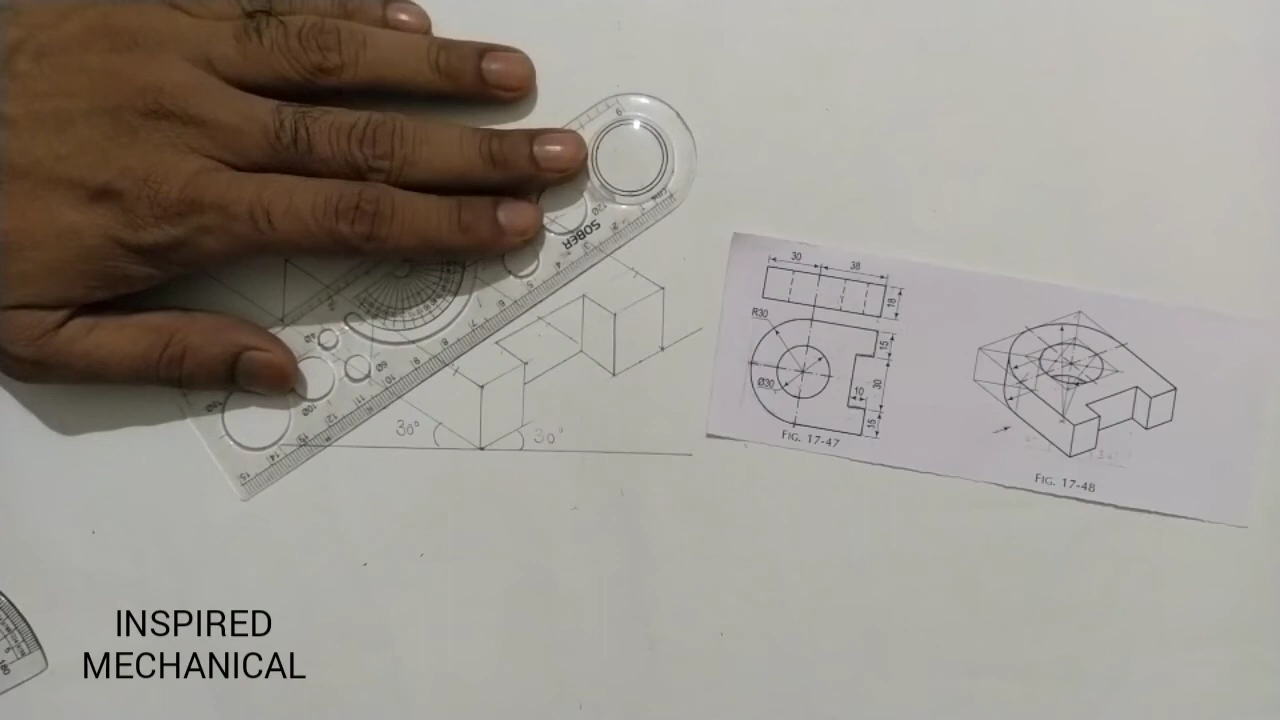 SOBER
30°
30°
30
38
18
R30
15
Ø30
10
30
15
FIG. 17-47
FIG. 17-48
INSPIRED
MECHANICAL